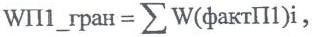 WП1_гран = ∑ W(фактП1)i ,